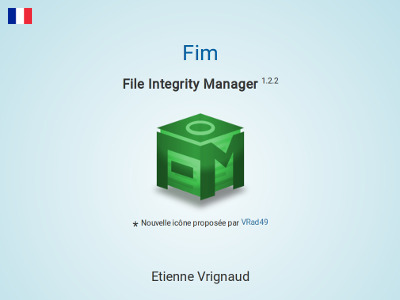 Fim
File Integrity Manager 1.2.2
* Nouvelle icône proposée par VRad49
Etienne Vrignaud